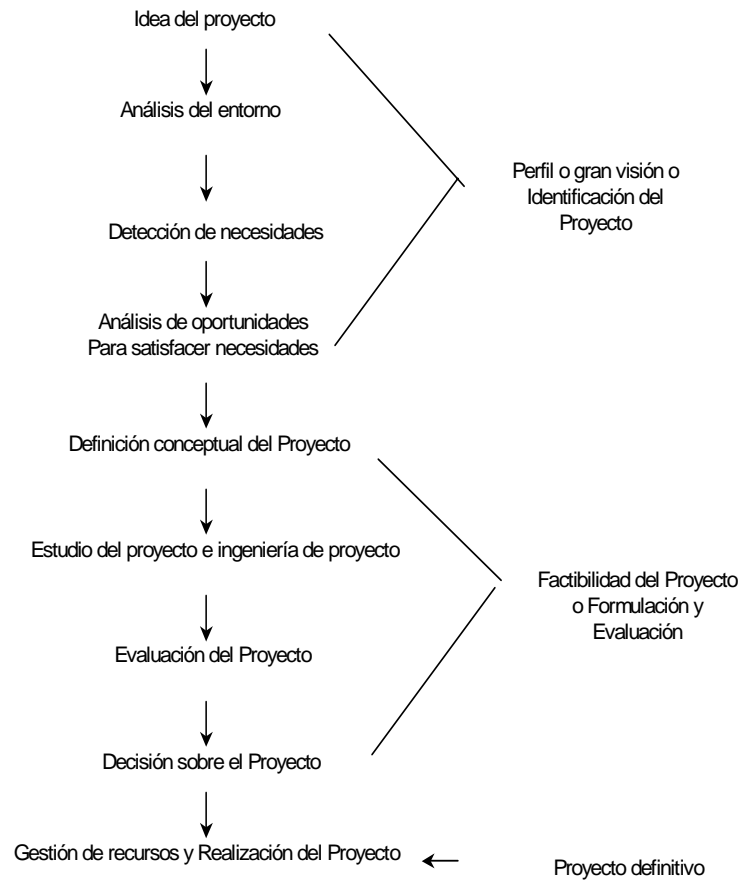 Idea del proyecto
Análisis del entorno
Perfil o gran visión o
Identificación del
Proyecto
Detección de necesidades
Análisis de oportunidades
Para satisfacer necesidades
Definición conceptual del Proyecto
Estudio del proyecto e ingeniería de proyecto
Factibilidad del Proyecto
o Formulación y
Evaluación
Evaluación del Proyecto
Decisión sobre el Proyecto
Gestión de recursos y Realización del Proyecto
Proyecto definitivo